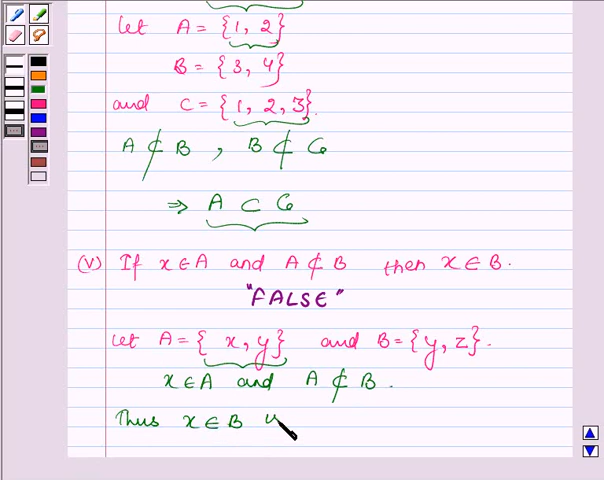 Let A = {1, 2}
B = {3, 4}
and C = {1, 2, 3}.
A ⊄ B , B ⊄ C
⇒ A ⊂ C
(V) If x ∈ A and A ⊄ B then x ∈ B.
"FALSE"
Let A = { x, y} and B = {y, z}.
x ∈ A and A ⊄ B.
Thus x ∈ B